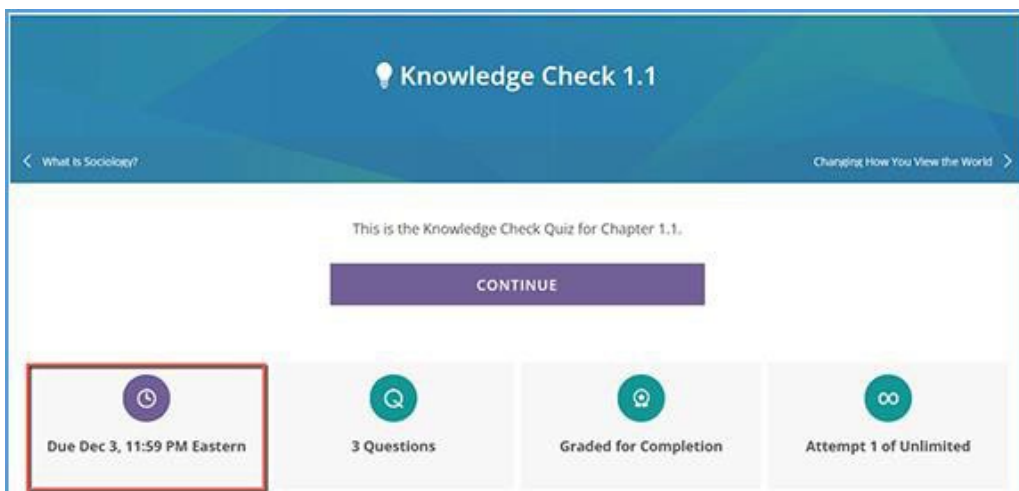 Knowledge Check 1.1
What Is Sociology?
Changing How You View the World
This is the Knowledge Check Quiz for Chapter 1.1.
CONTINUE
Due Dec 3, 11:59 PM Eastern
3 Questions
Graded for Completion
Attempt 1 of Unlimited